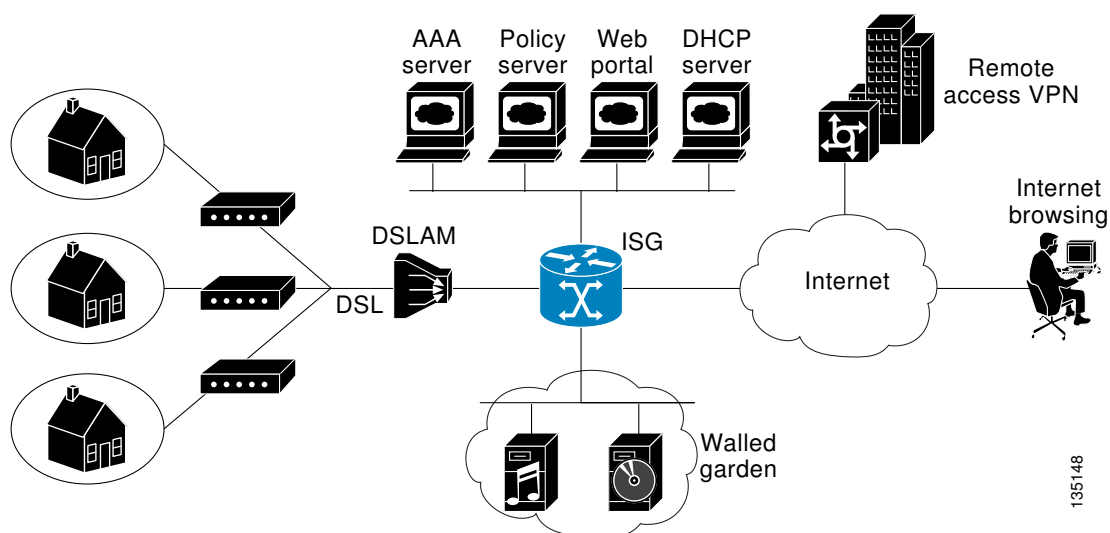 AAA
server
Policy
server
Web
portal
DHCP
server
Remote
access VPN
Internet
browsing
DSLAM
ISG
DSL
Internet
Walled
garden
135148